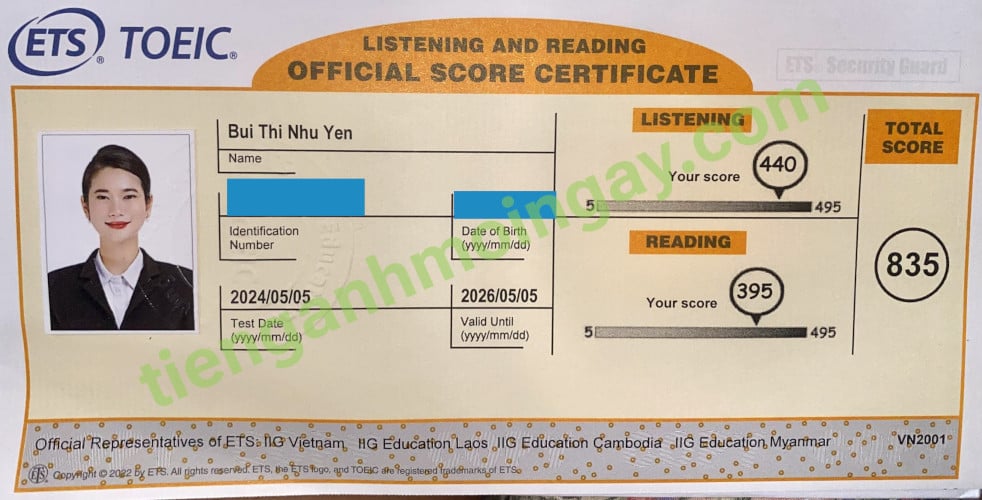 ETS® TOEIC®
LISTENING AND READING
OFFICIAL SCORE CERTIFICATE
ETS® Security Guard
Bui Thi Nhu Yen
Name
Identification
Number
Date of Birth
(yyyy/mm/dd)
2024/05/05
Test Date
(yyyy/mm/dd)
2026/05/05
Valid Until
(yyyy/mm/dd)
LISTENING
Your score
440
5
495
READING
Your score
395
5
495
TOTAL
SCORE
835
tienganhmoingay.com
Official Representatives of ETS: IIG Vietnam IIG Education Laos IIG Education Cambodia IIG Education Myanmar
VN2001
ETS® Copyright © 2022 by ETS. All rights reserved. ETS, the ETS logo, and TOEIC are registered trademarks of ETS.